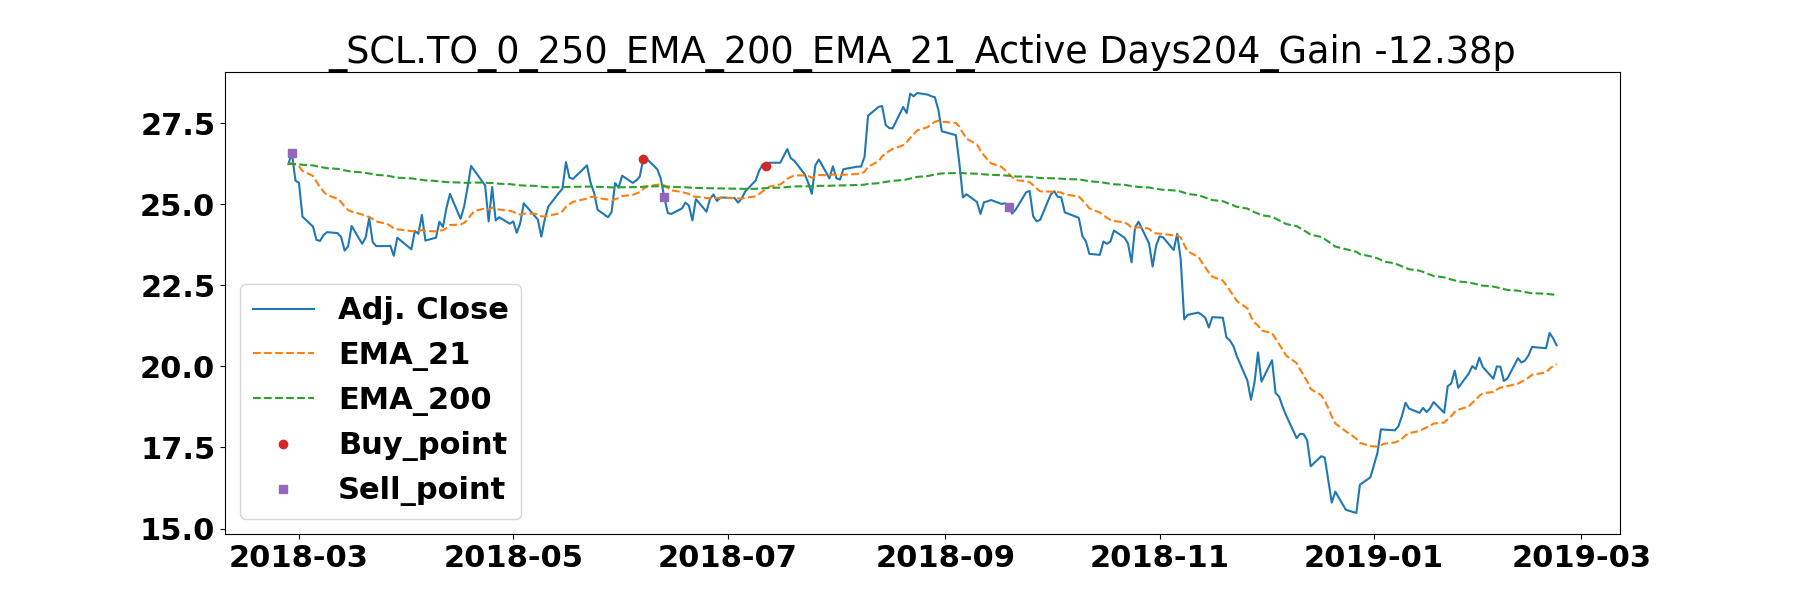 _SCL.TO_0_250_EMA_200_EMA_21_Active Days204_Gain -12.38p
27.5
25.0
22.5
20.0
17.5
15.0
Adj. Close
EMA_21
EMA_200
Buy_point
Sell_point
2018-03 2018-05 2018-07 2018-09 2018-11 2019-01 2019-03